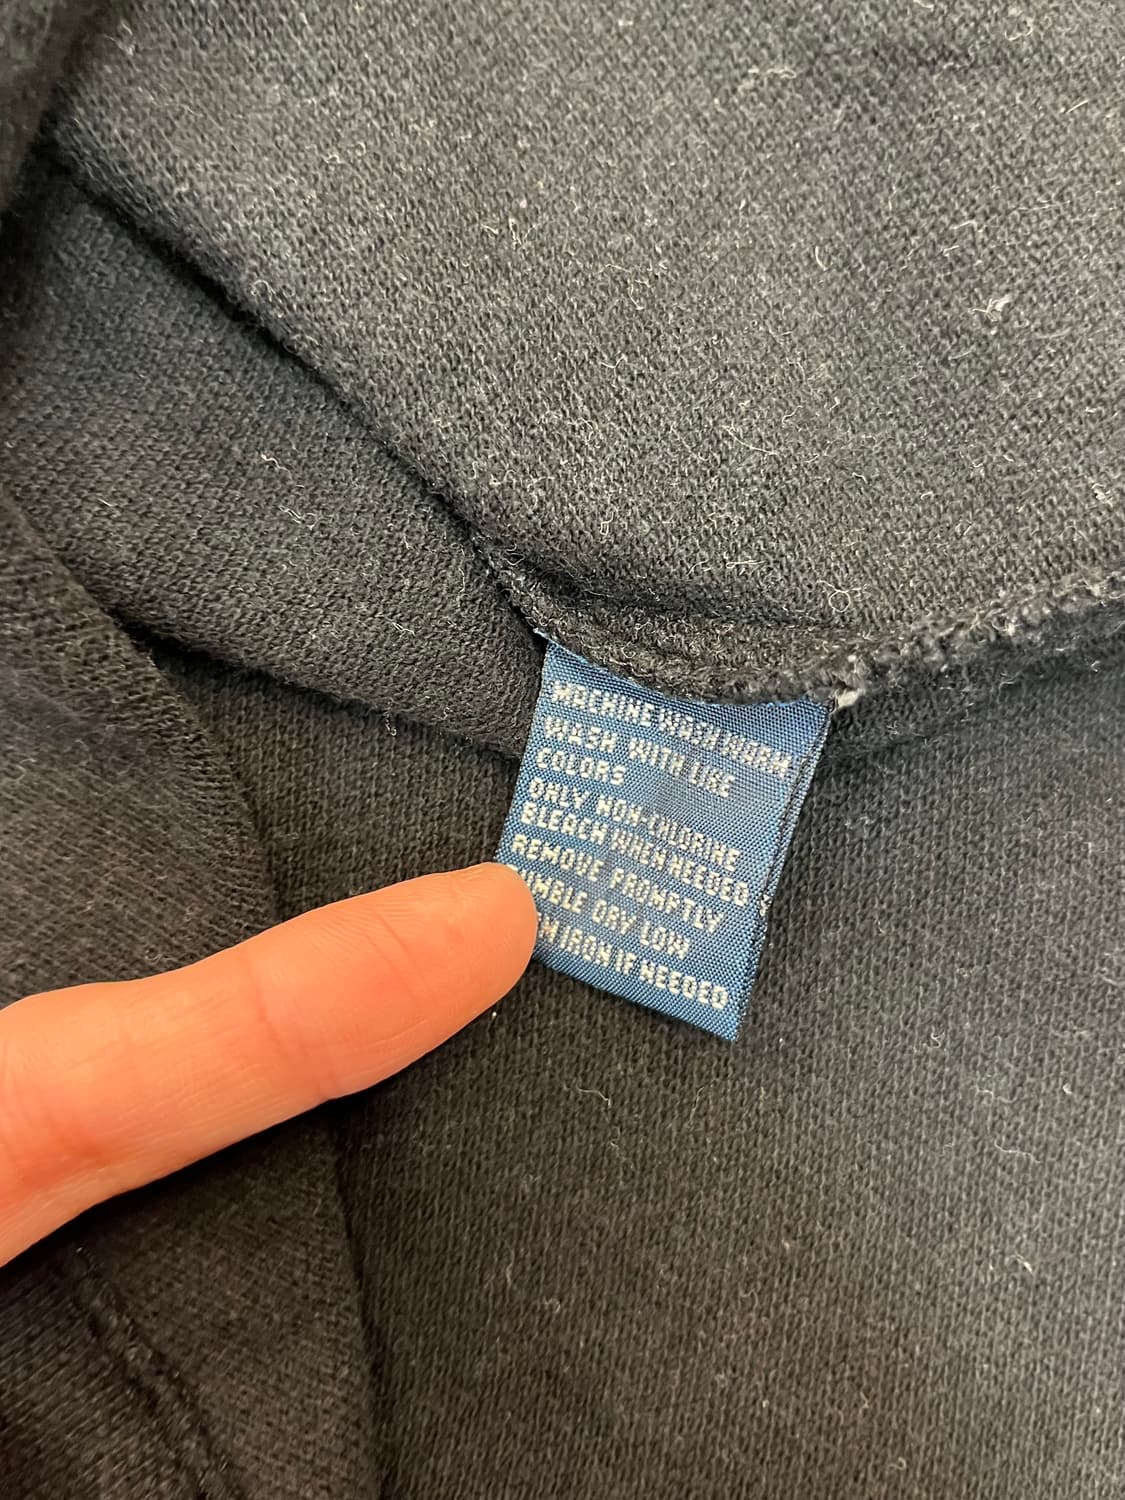 MACHINE WASH WARM
WASH WITH LIKE
COLORS
ONLY NON-CHLORINE
BLEACH WHEN NEEDED
REMOVE PROMPTLY
UMBLE DRY LOW
IRON IF NEEDED